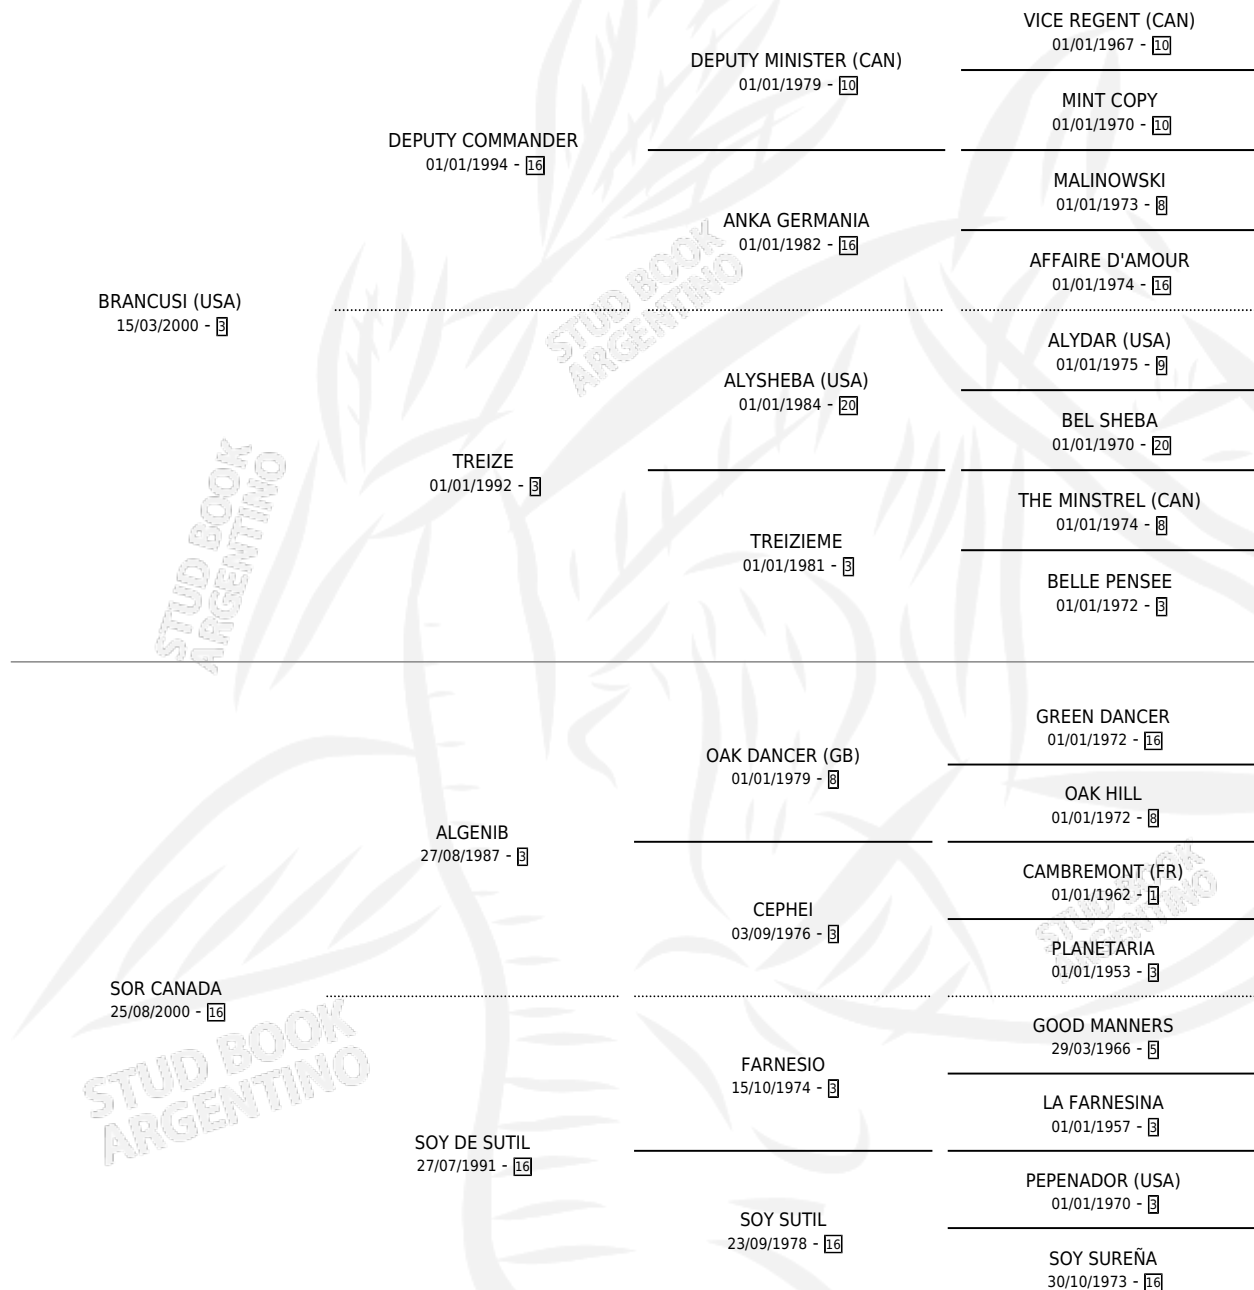 BRANCUSI (USA)
15/03/2000 - 3
DEPUTY COMMANDER
01/01/1994 - 16
TREIZE
01/01/1992 - 3
DEPUTY MINISTER (CAN)
01/01/1979 - 10
ANKA GERMANIA
01/01/1982 - 16
ALYSHEBA (USA)
01/01/1984 - 20
TREIZIEME
01/01/1981 - 3
VICE REGENT (CAN)
01/01/1967 - 10
MINT COPY
01/01/1970 - 10
MALINOWSKI
01/01/1973 - 8
AFFAIRE D'AMOUR
01/01/1974 - 16
ALYDAR (USA)
01/01/1975 - 9
BEL SHEBA
01/01/1970 - 20
THE MINSTREL (CAN)
01/01/1974 - 8
BELLE PENSEE
01/01/1972 - 3
SOR CANADA
25/08/2000 - 16
ALGENIB
27/08/1987 - 3
SOY DE SUTIL
27/07/1991 - 16
OAK DANCER (GB)
01/01/1979 - 8
CEPHEI
03/09/1976 - 3
FARNESIO
15/10/1974 - 3
SOY SUTIL
23/09/1978 - 16
GREEN DANCER
01/01/1972 - 16
OAK HILL
01/01/1972 - 8
CAMBREMONT (FR)
01/01/1962 - 1
PLANETARIA
01/01/1953 - 3
GOOD MANNERS
29/03/1966 - 5
LA FARNESINA
01/01/1957 - 3
PEPENADOR (USA)
01/01/1970 - 3
SOY SUREÑA
30/10/1973 - 16
STUD BOOK
ARGENTINO
STUD BOOK
ARGENTINO
STUD BOOK
ARGENTINO
STUD BOOK
ARGENTINO